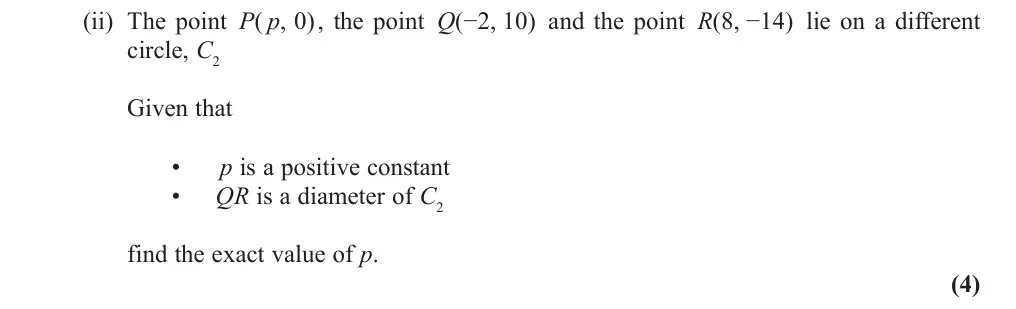 (ii) The point P(p, 0), the point Q(−2, 10) and the point R(8, −14) lie on a different
circle, C₂
Given that
• p is a positive constant
• QR is a diameter of C₂
find the exact value of p.
(4)